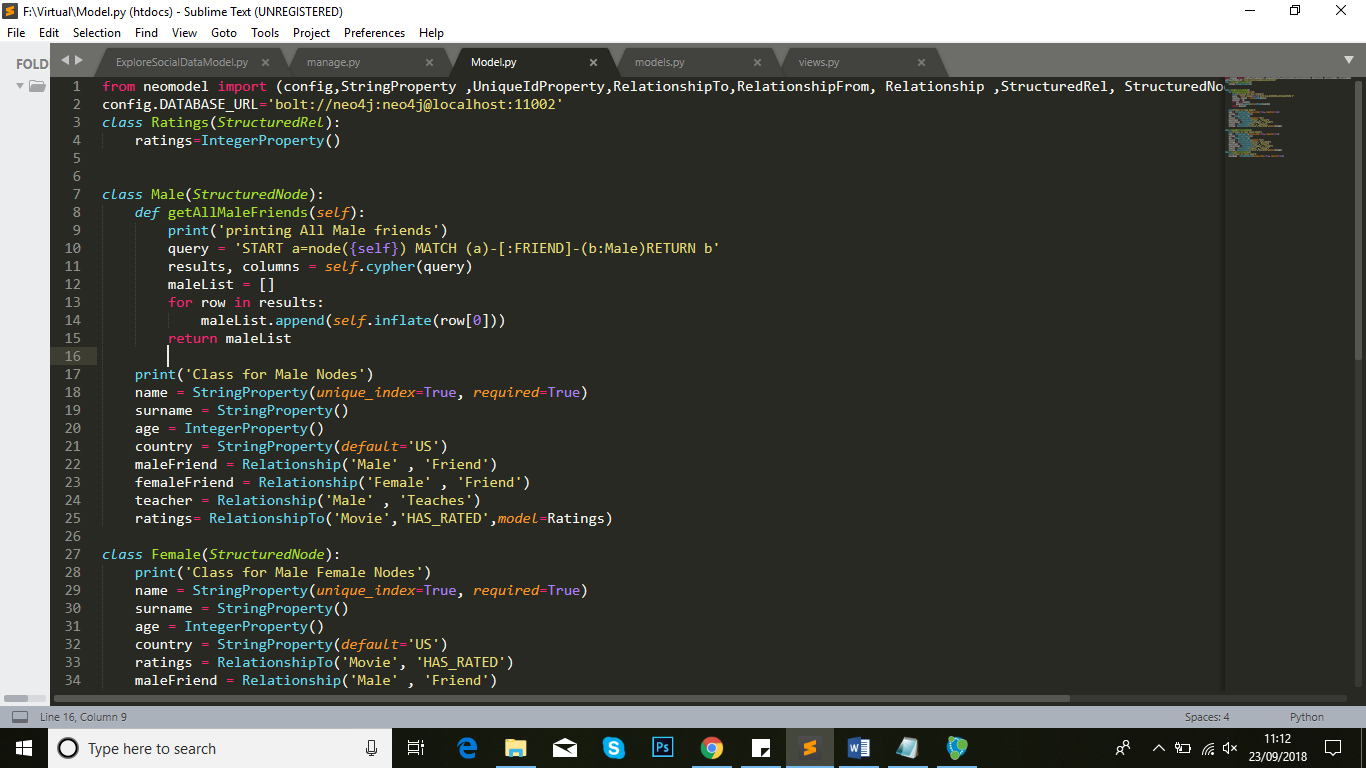 F:\Virtual\Model.py (htdocs) - Sublime Text (UNREGISTERED)
File Edit Selection Find View Goto Tools Project Preferences Help
FOLD
ExploreSocialDataModel.py × manage.py × Model.py × models.py × views.py ×
1 from neomodel import (config,StringProperty ,UniqueIdProperty,RelationshipTo,RelationshipFrom, Relationship ,StructuredRel, StructuredNo
2 config.DATABASE_URL='bolt://neo4j:neo4j@localhost:11002'
3 class Ratings(StructuredRel):
4     ratings=IntegerProperty()
5
6
7 class Male(StructuredNode):
8     def getAllMaleFriends(self):
9         print('printing All Male friends')
10         query = 'START a=node({self}) MATCH (a)-[:FRIEND]-(b:Male)RETURN b'
11         results, columns = self.cypher(query)
12         maleList = []
13         for row in results:
14             maleList.append(self.inflate(row[0]))
15         return maleList
16
17     print('Class for Male Nodes')
18     name = StringProperty(unique_index=True, required=True)
19     surname = StringProperty()
20     age = IntegerProperty()
21     country = StringProperty(default='US')
22     maleFriend = Relationship('Male' , 'Friend')
23     femaleFriend = Relationship('Female' , 'Friend')
24     teacher = Relationship('Male' , 'Teaches')
25     ratings= RelationshipTo('Movie','HAS_RATED',model=Ratings)
26
27 class Female(StructuredNode):
28     print('Class for Male Female Nodes')
29     name = StringProperty(unique_index=True, required=True)
30     surname = StringProperty()
31     age = IntegerProperty()
32     country = StringProperty(default='US')
33     ratings = RelationshipTo('Movie', 'HAS_RATED')
34     maleFriend = Relationship('Male' , 'Friend')
Line 16, Column 9 Spaces: 4 Python
Type here to search
Ps
11:12
23/09/2018